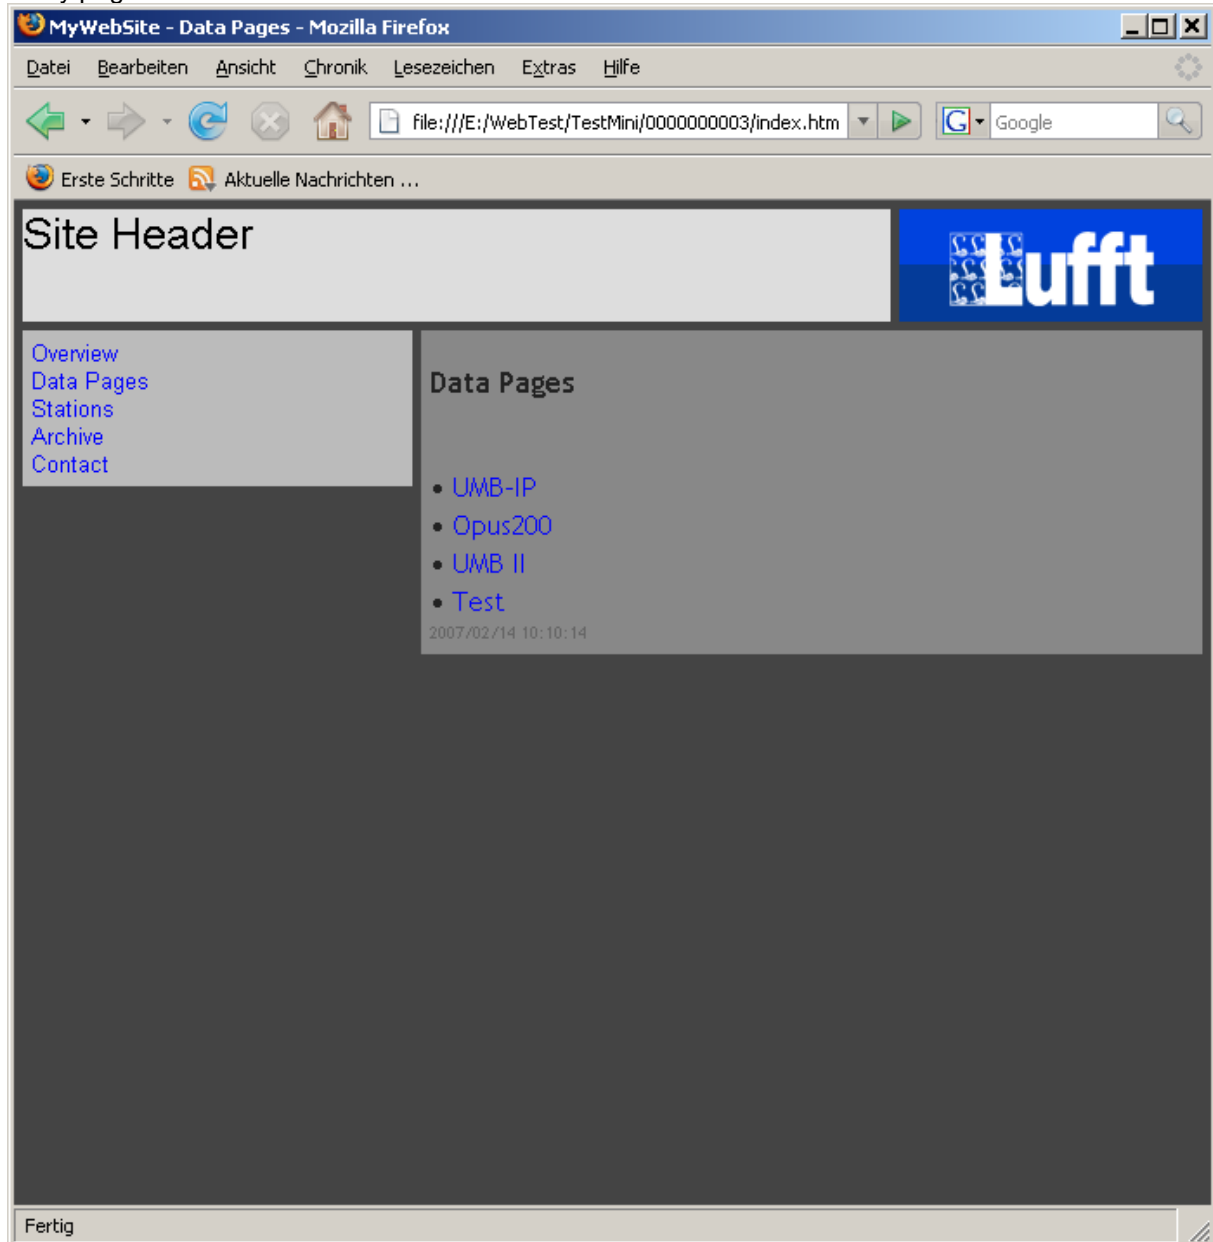 MyWebSite - Data Pages - Mozilla Firefox
Datei Bearbeiten Ansicht Chronik Lesezeichen Extras Hilfe
file:///E:/WebTest/TestMini/0000000003/index.htm G Google
Erste Schritte Aktuelle Nachrichten ...
Site Header
Lufft
Overview
Data Pages
Stations
Archive
Contact
Data Pages
• UMB-IP
• Opus200
• UMB II
• Test
2007/02/14 10:10:14
Fertig